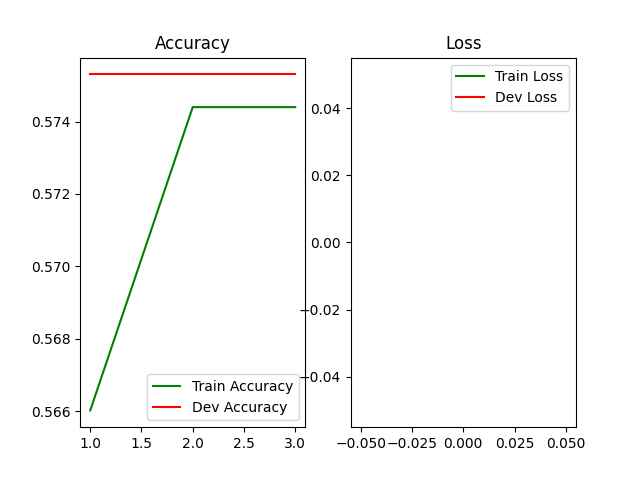 Accuracy
0.574
0.572
0.570
0.568
0.566
1.0 1.5 2.0 2.5 3.0
Train Accuracy
Dev Accuracy
Loss
0.04
0.02
0.00
−0.02
−0.04
−0.050 −0.025 0.000 0.025 0.050
Train Loss
Dev Loss